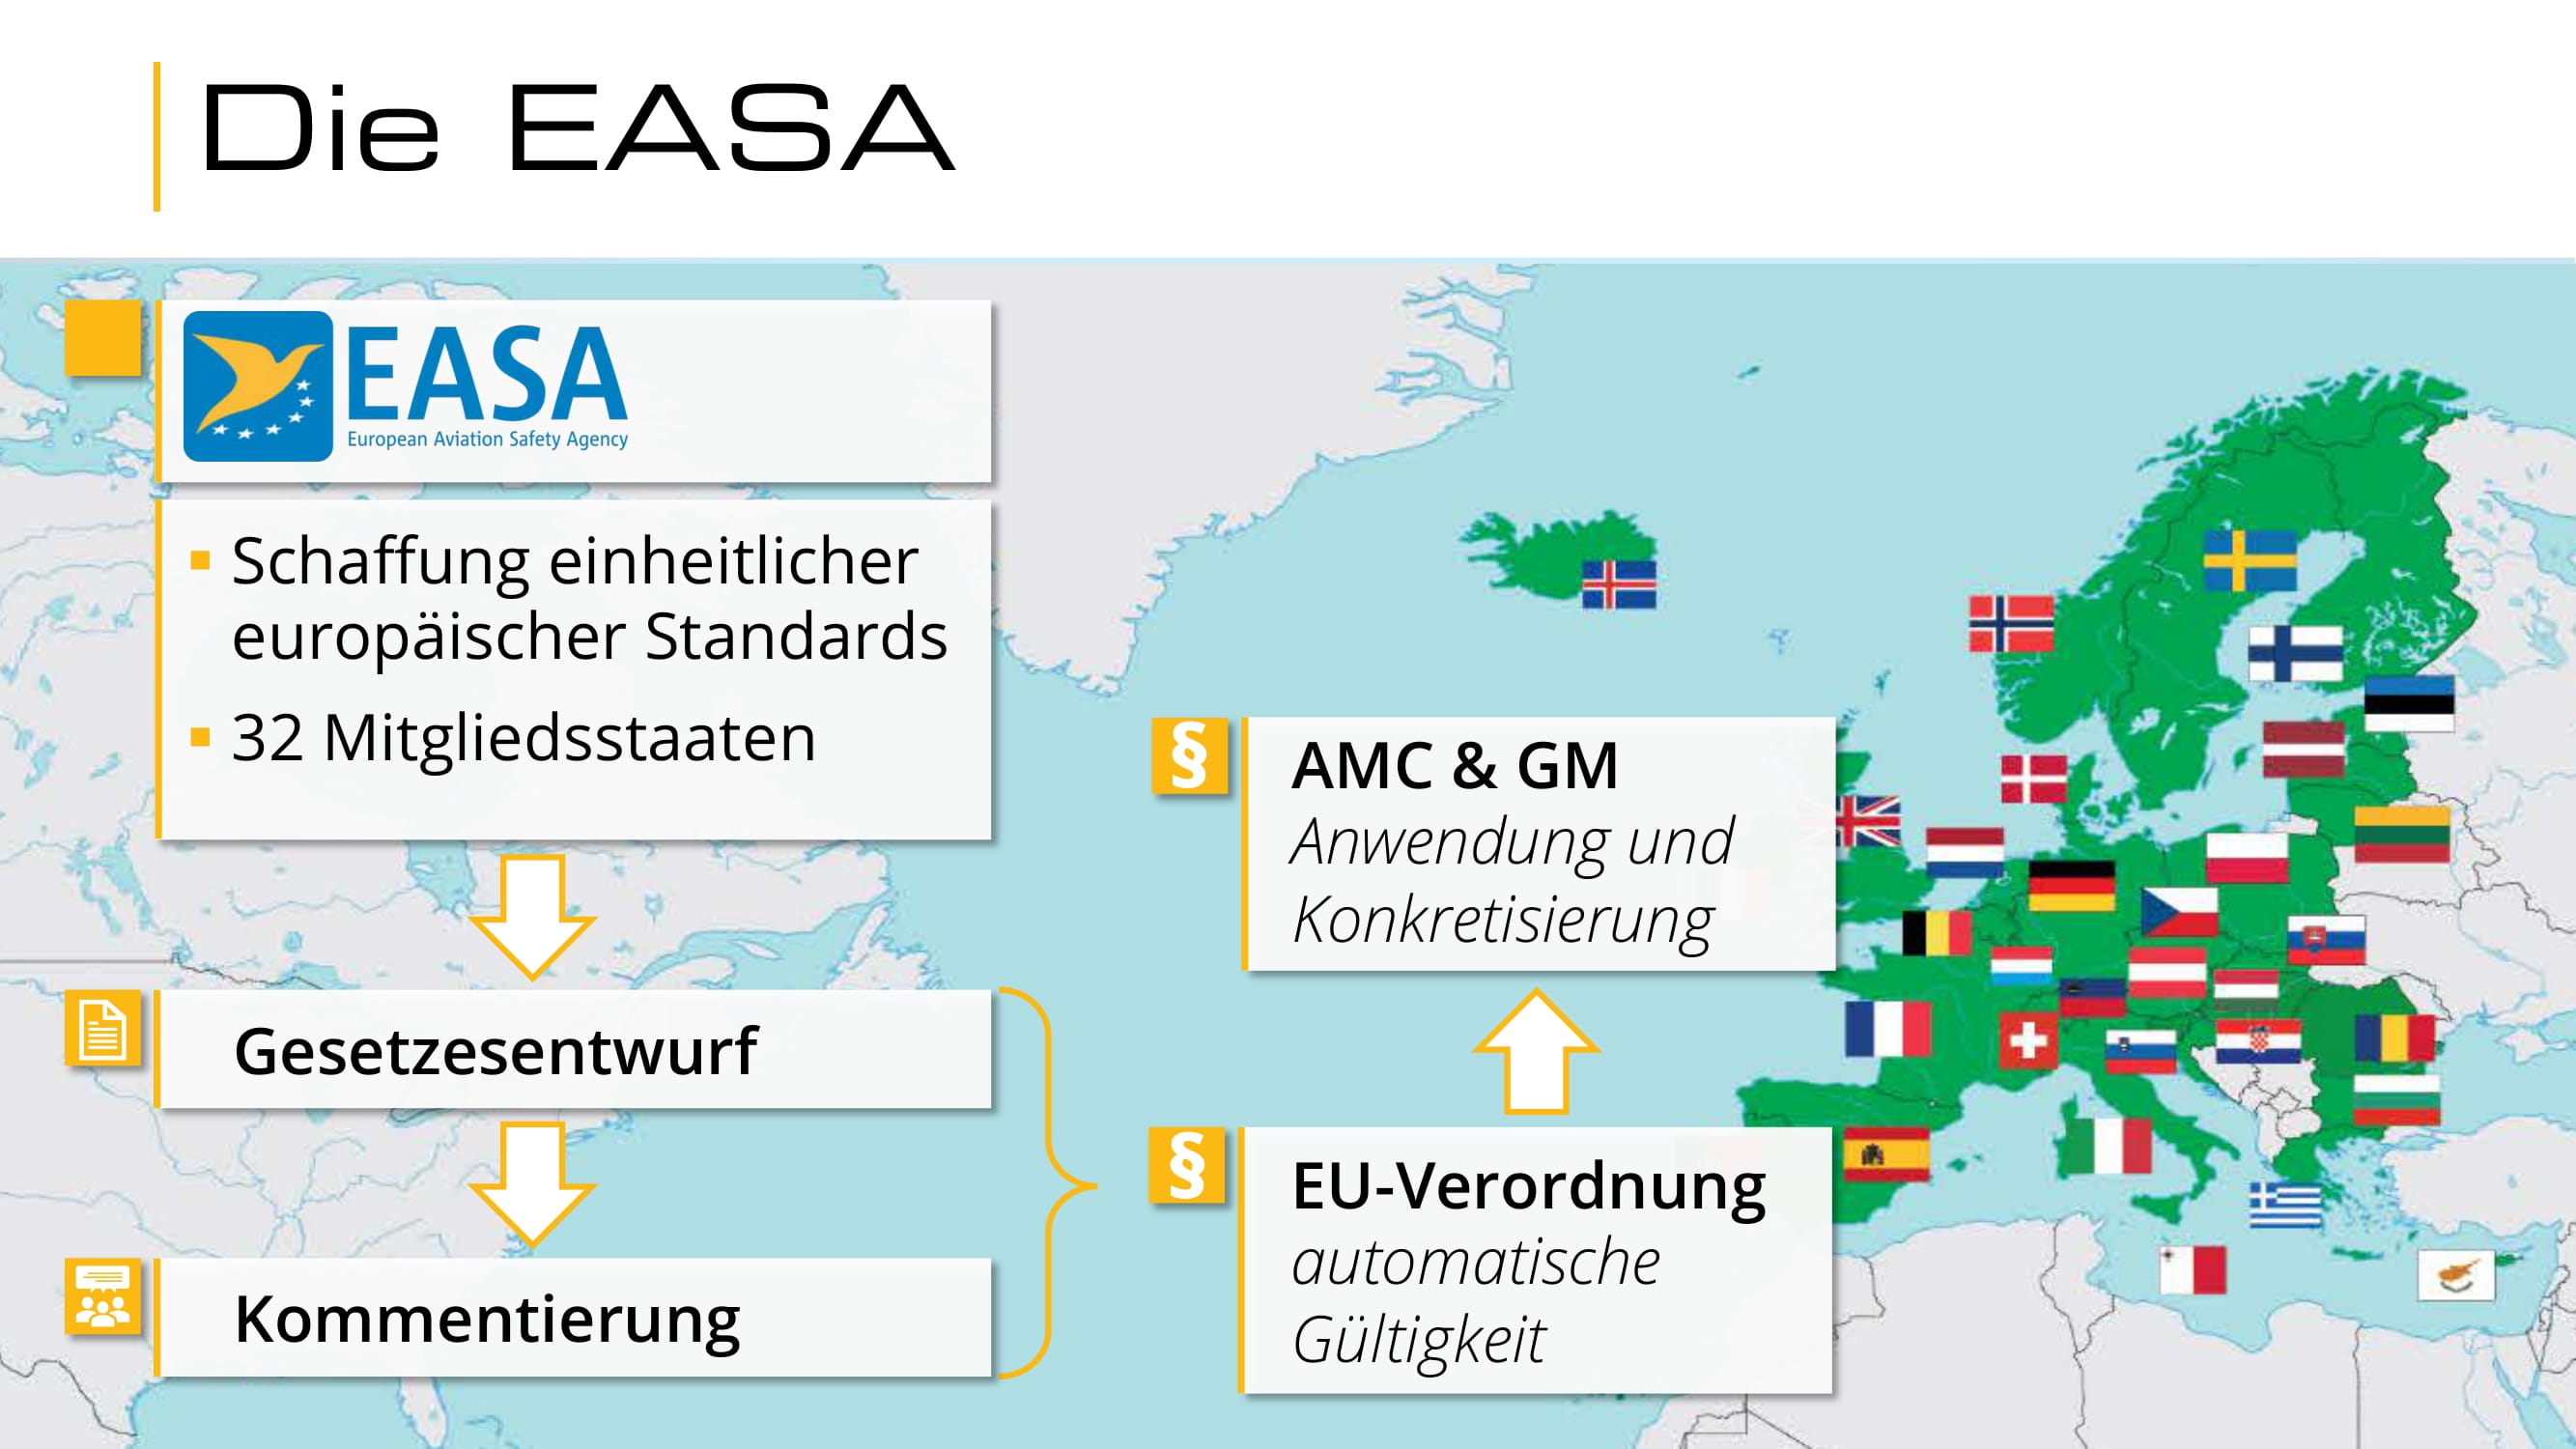 Die EASA
EASA
European Aviation Safety Agency
▪ Schaffung einheitlicher
europäischer Standards
▪ 32 Mitgliedsstaaten
Gesetzesentwurf
Kommentierung
§
AMC & GM
Anwendung und
Konkretisierung
§
EU-Verordnung
automatische
Gültigkeit